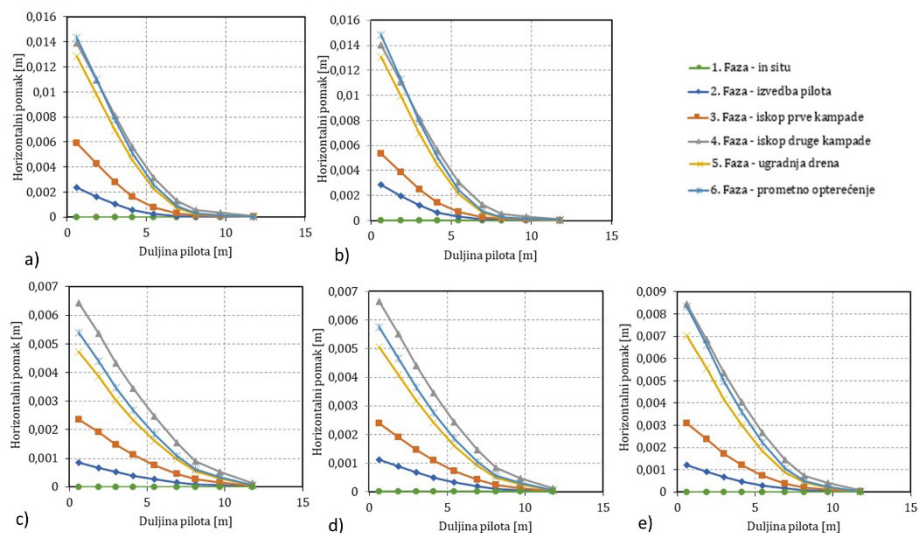 Horizontalni pomak [m]
0,016
0,014
0,012
0,01
0,008
0,006
0,004
0,002
0
0 5 10 15
Duljina pilota [m]
a)
Horizontalni pomak [m]
0,016
0,014
0,012
0,01
0,008
0,006
0,004
0,002
0
0 5 10 15
Duljina pilota [m]
b)
1. Faza - in situ
2. Faza - izvedba pilota
3. Faza - iskop prve kampade
4. Faza - iskop druge kampade
5. Faza - ugradnja drena
6. Faza - prometno opterećenje
Horizontalni pomak [m]
0,007
0,006
0,005
0,004
0,003
0,002
0,001
0
0 5 10 15
Duljina pilota [m]
c)
Horizontalni pomak [m]
0,007
0,006
0,005
0,004
0,003
0,002
0,001
0
0 5 10 15
Duljina pilota [m]
d)
Horizontalni pomak [m]
0,009
0,008
0,007
0,006
0,005
0,004
0,003
0,002
0,001
0
0 5 10 15
Duljina pilota [m]
e)